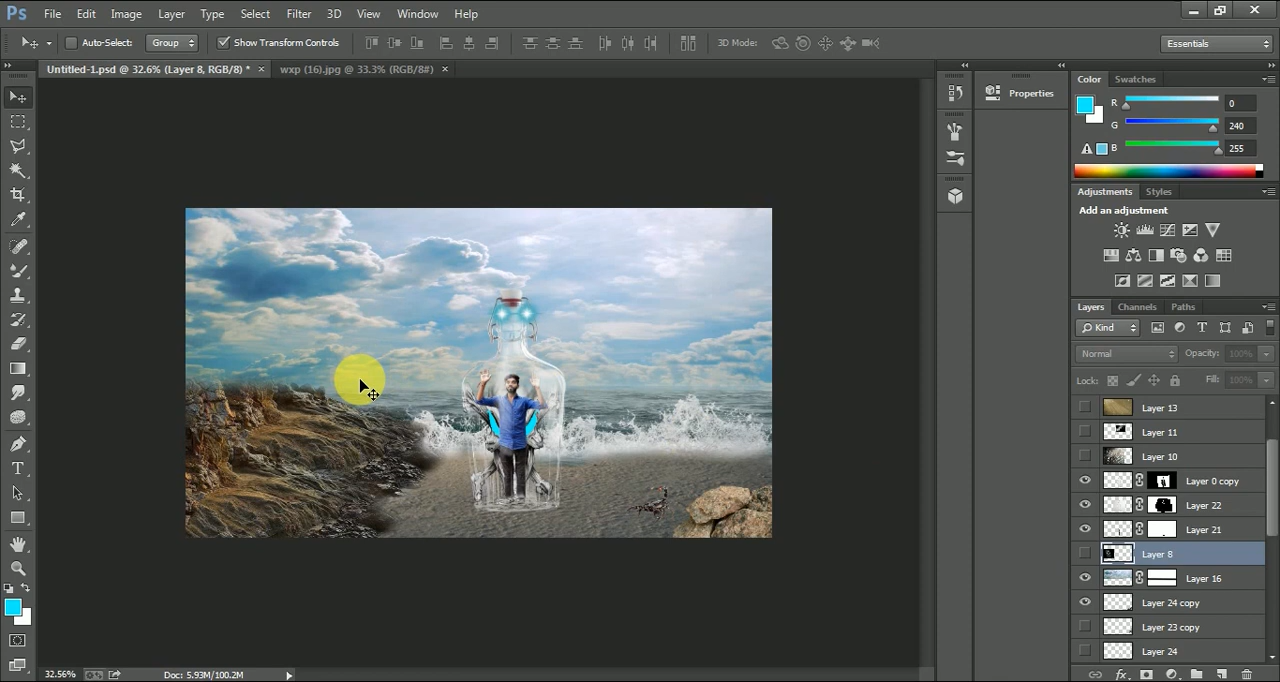 Ps File Edit Image Layer Type Select Filter 3D View Window Help
Auto-Select: Group Show Transform Controls 3D Mode: Essentials
Untitled-1.psd @ 32.6% (Layer 8, RGB/8) * × wxp (16).jpg @ 33.3% (RGB/8#) ×
Properties
Color Swatches
R 0
G 240
B 255
Adjustments Styles
Add an adjustment
Layers Channels Paths
Kind
Normal Opacity: 100%
Lock: Fill: 100%
Layer 13
Layer 11
Layer 10
Layer 0 copy
Layer 22
Layer 21
Layer 8
Layer 16
Layer 24 copy
Layer 23 copy
Layer 24
32.56% Doc: 5.93M/100.2M